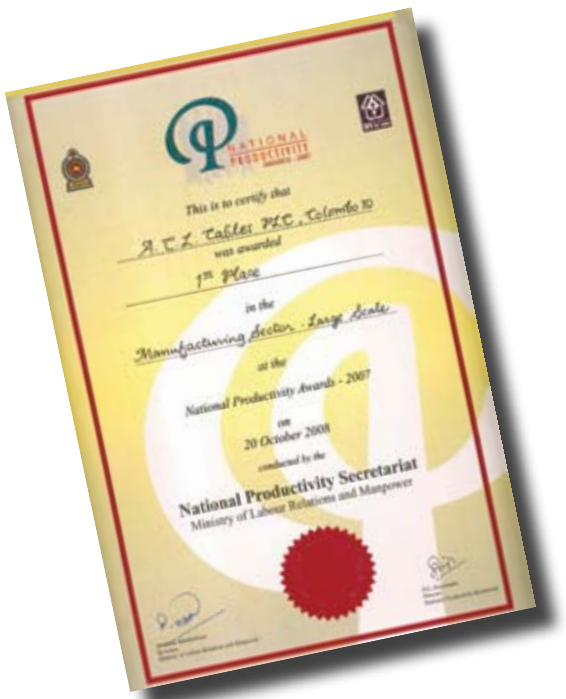 NATIONAL
PRODUCTIVITY
This is to certify that
A.C.L. Cables PLC, Colombo 10
was awarded
1st Place
in the
Manufacturing Sector - Large Scale
at the
National Productivity Awards - 2007
on
20 October 2008
conducted by the
National Productivity Secretariat
Ministry of Labour Relations and Manpower